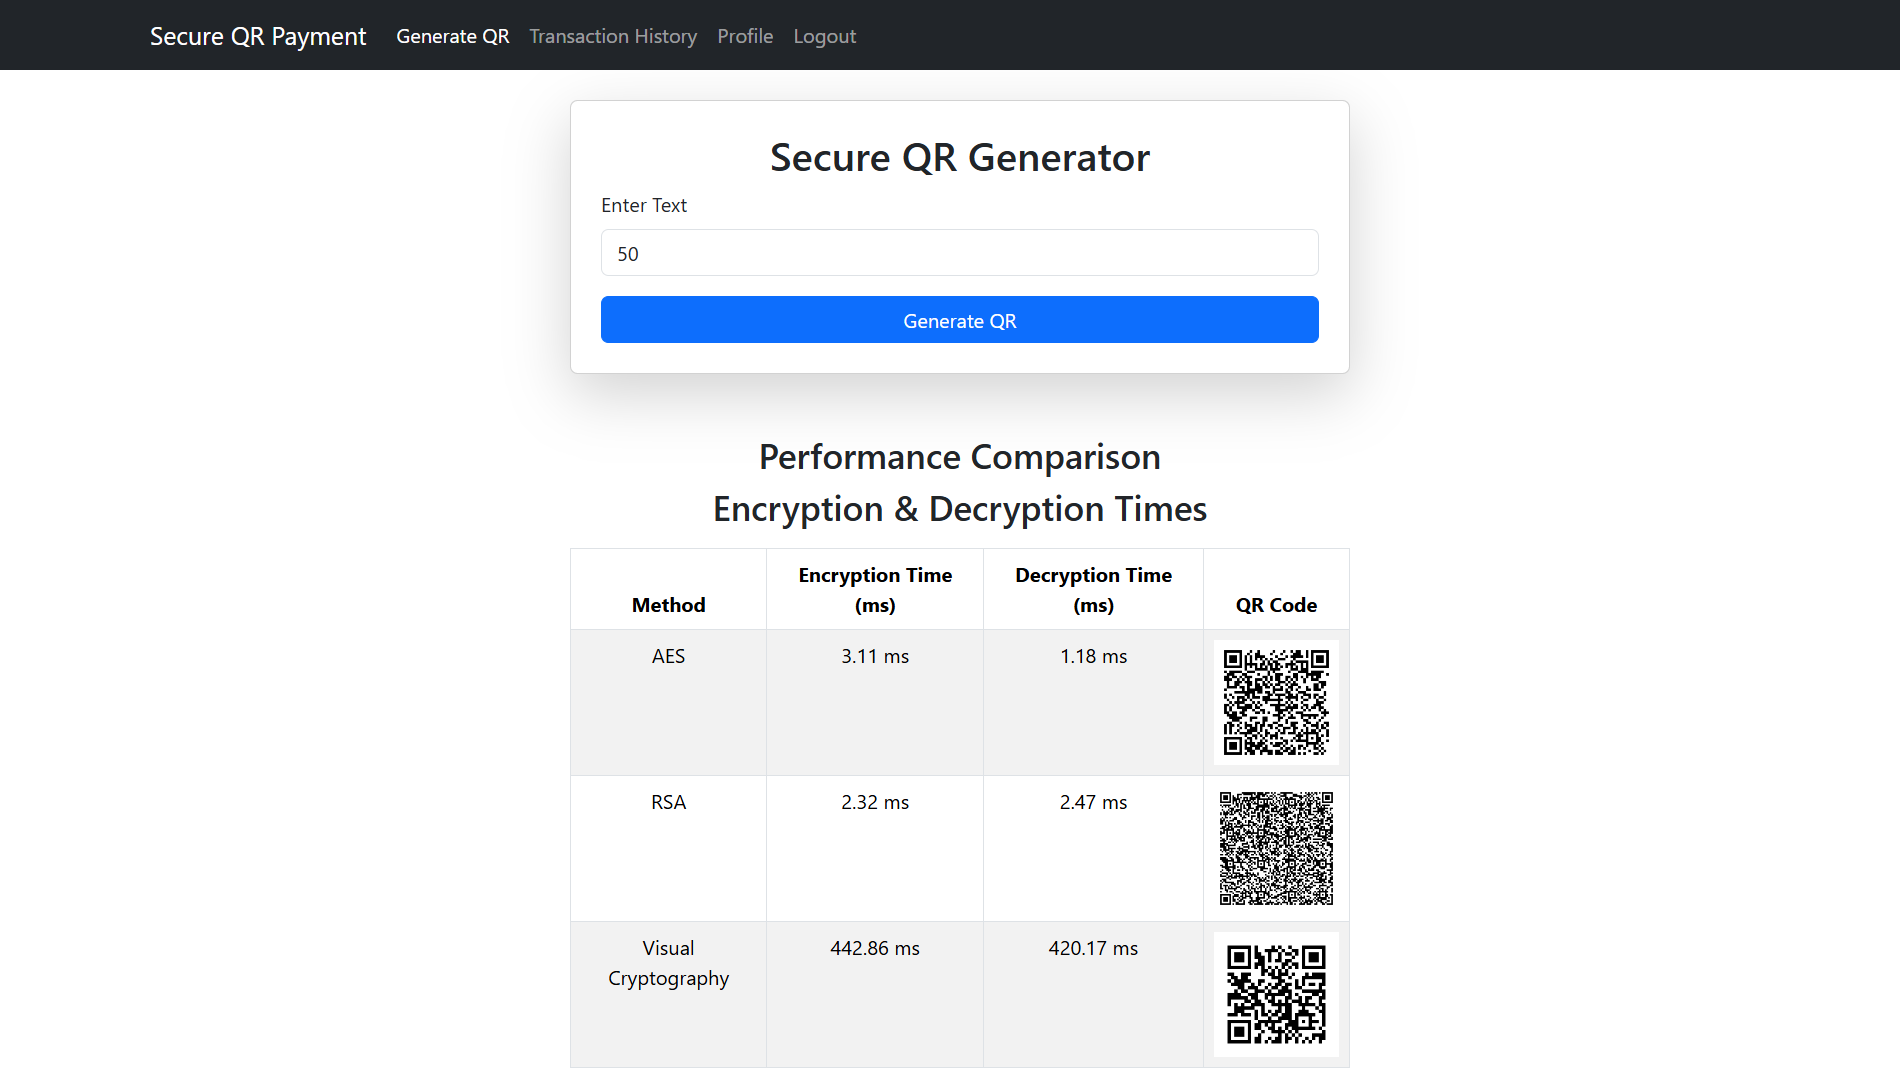 Secure QR Payment Generate QR Transaction History Profile Logout
Secure QR Generator
Enter Text
50
Generate QR
Performance Comparison
Encryption & Decryption Times
Method Encryption Time (ms) Decryption Time (ms) QR Code
AES 3.11 ms 1.18 ms
RSA 2.32 ms 2.47 ms
Visual Cryptography 442.86 ms 420.17 ms